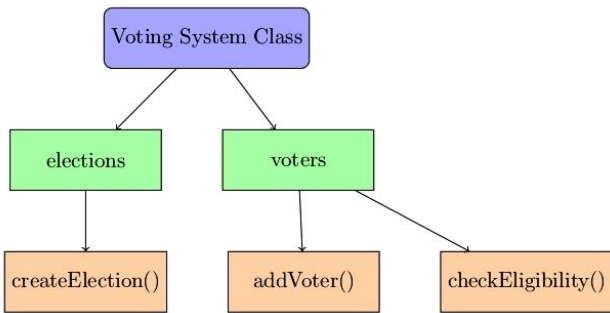 Voting System Class
elections
voters
createElection()
addVoter()
checkEligibility()